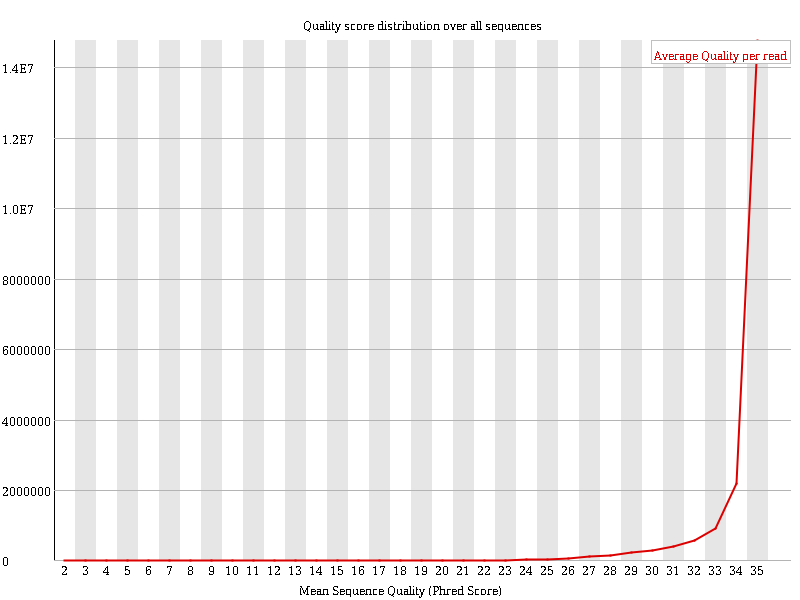 Quality score distribution over all sequences
Average Quality per read
1.4E7
1.2E7
1.0E7
8000000
6000000
4000000
2000000
0
2 3 4 5 6 7 8 9 10 11 12 13 14 15 16 17 18 19 20 21 22 23 24 25 26 27 28 29 30 31 32 33 34 35
Mean Sequence Quality (Phred Score)